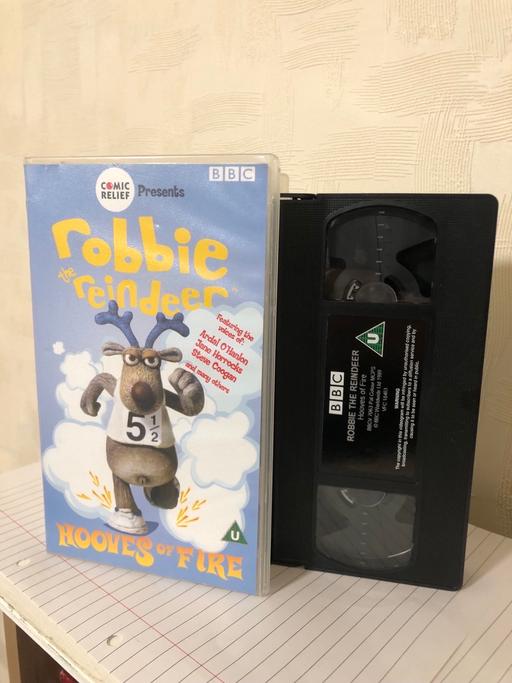 COMIC
RELIEF
Presents
BBC
robbie
the
reindeer
Featuring the
voices of:
Ardal O'Hanlon
Jane Horrocks
Steve Coogan
and many others
5 1/2
U
HOOVES OF FIRE
BBC
ROBBIE THE REINDEER
Hooves of Fire
U
WARNING